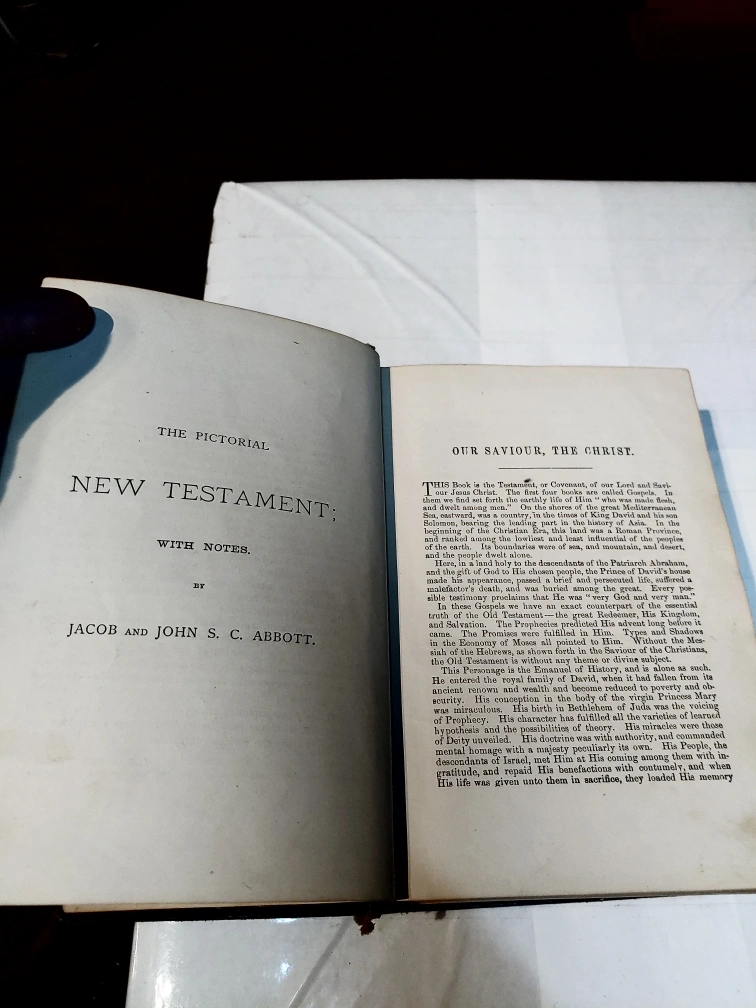 THE PICTORIAL
NEW TESTAMENT;
WITH NOTES.
BY
JACOB AND JOHN S. C. ABBOTT.
OUR SAVIOUR, THE CHRIST.
THIS Book is the Testament, or Covenant, of our Lord and Savi-
our Jesus Christ. The first four books are called Gospels. In
them we find set forth the earthly life of Him "who was made flesh,
and dwelt among men." On the shores of the great Mediterranean
Sea, eastward, was a country, in the times of King David and his son
Solomon, bearing the leading part in the history of Asia. In the
beginning of the Christian Era, this land was a Roman Province,
and ranked among the lowliest and least influential of the peoples
of the earth. Its boundaries were of sea, and mountain, and desert,
and the people dwelt alone.
Here, in a land holy to the descendants of the Patriarch Abraham,
and the gift of God to His chosen people, the Prince of David's house
made his appearance, passed a brief and persecuted life, suffered a
malefactor's death, and was buried among the great. Every pos-
sible testimony proclaims that He was "very God and very man."
In these Gospels we have an exact counterpart of the essential
truth of the Old Testament—the great Redeemer, His Kingdom,
and Salvation. The Prophecies predicted His advent long before it
came. The Promises were fulfilled in Him. Types and Shadows
in the Economy of Moses all pointed to Him. Without the Mes-
siah of the Hebrews, as shown forth in the Saviour of the Christians,
the Old Testament is without any theme or divine subject.
This Personage is the Emanuel of History, and is alone as such.
He entered the royal family of David, when it had fallen from its
ancient renown and wealth and become reduced to poverty and ob-
scurity. His conception in the body of the virgin Princess Mary
was miraculous. His birth in Bethlehem of Juda was the voicing
of Prophecy. His character has fulfilled all the varieties of learned
hypothesis and the possibilities of theory. His miracles were those
of Deity unveiled. His doctrine was with authority, and commanded
mental homage with a majesty peculiarly its own. His People, the
descendants of Israel, met Him at His coming among them with in-
gratitude, and repaid His benefactions with contumely, and when
His life was given unto them in sacrifice, they loaded His memory